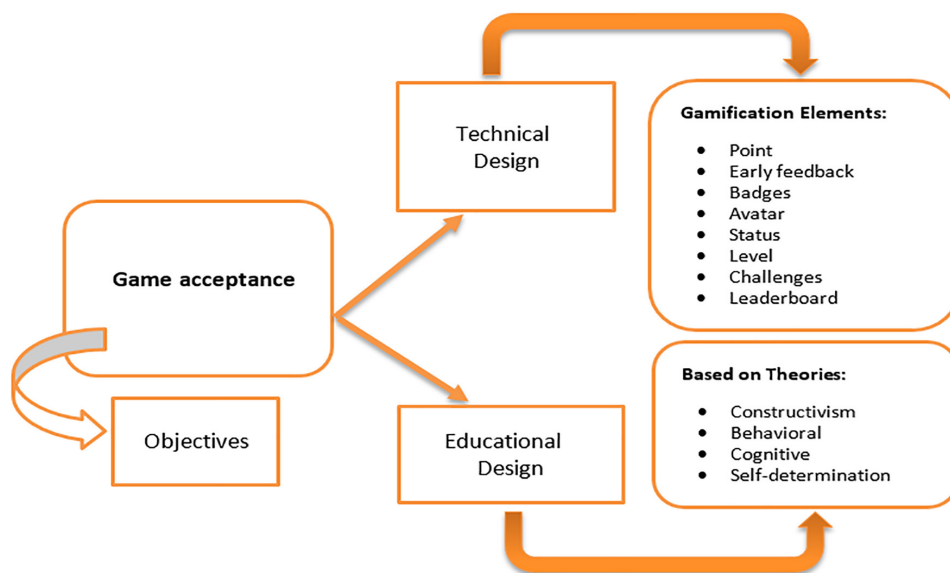 Game acceptance
Objectives
Technical
Design
Educational
Design
Gamification Elements:
• Point
• Early feedback
• Badges
• Avatar
• Status
• Level
• Challenges
• Leaderboard
Based on Theories:
• Constructivism
• Behavioral
• Cognitive
• Self-determination